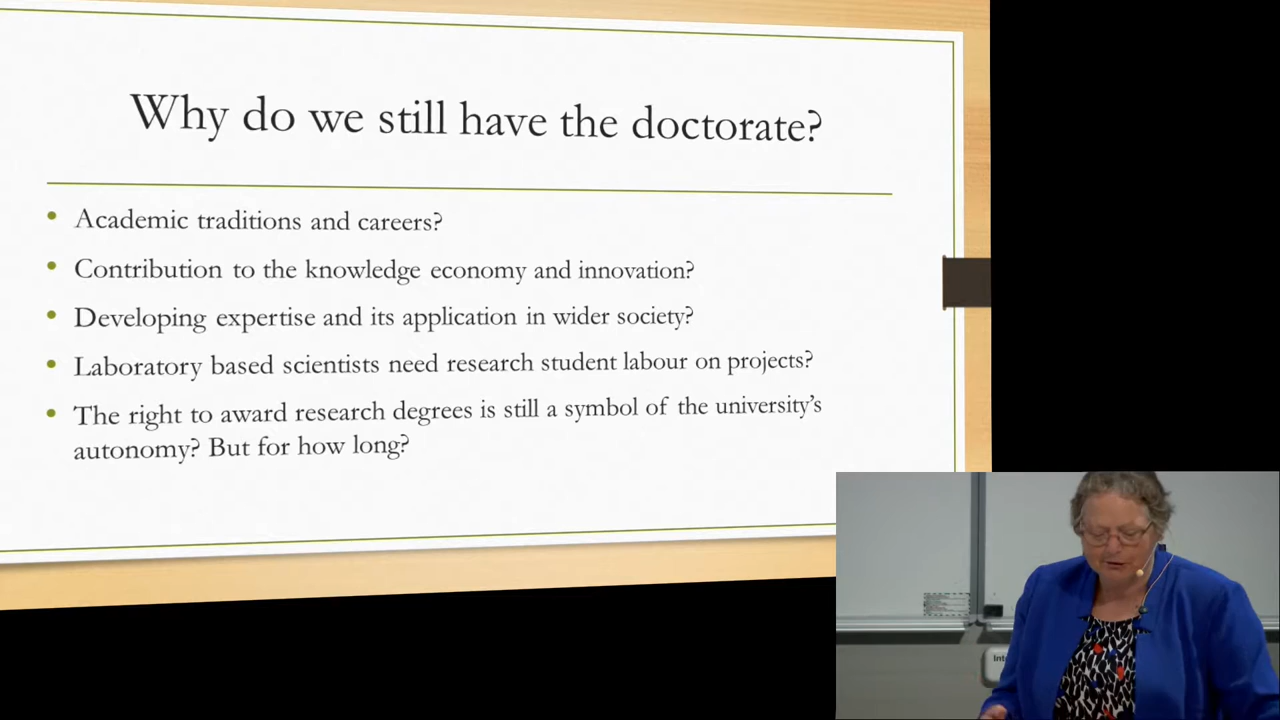 Why do we still have the doctorate?
• Academic traditions and careers?
• Contribution to the knowledge economy and innovation?
• Developing expertise and its application in wider society?
• Laboratory based scientists need research student labour on projects?
• The right to award research degrees is still a symbol of the university's
autonomy? But for how long?